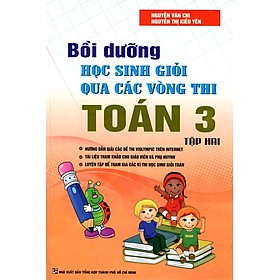 NGUYỄN VĂN CHI
NGUYỄN THỊ KIỀU YẾN
Bồi dưỡng
HỌC SINH GIỎI
QUA CÁC VÒNG THI
TOÁN 3
TẬP HAI
HƯỚNG DẪN GIẢI CÁC ĐỀ THI VIOLYMPIC TRÊN INTERNET
TÀI LIỆU THAM KHẢO CHO GIÁO VIÊN VÀ PHỤ HUYNH
LUYỆN TẬP ĐỂ THAM GIA CÁC KÌ THI HỌC SINH GIỎI TOÁN
NHÀ XUẤT BẢN TỔNG HỢP THÀNH PHỐ HỒ CHÍ MINH